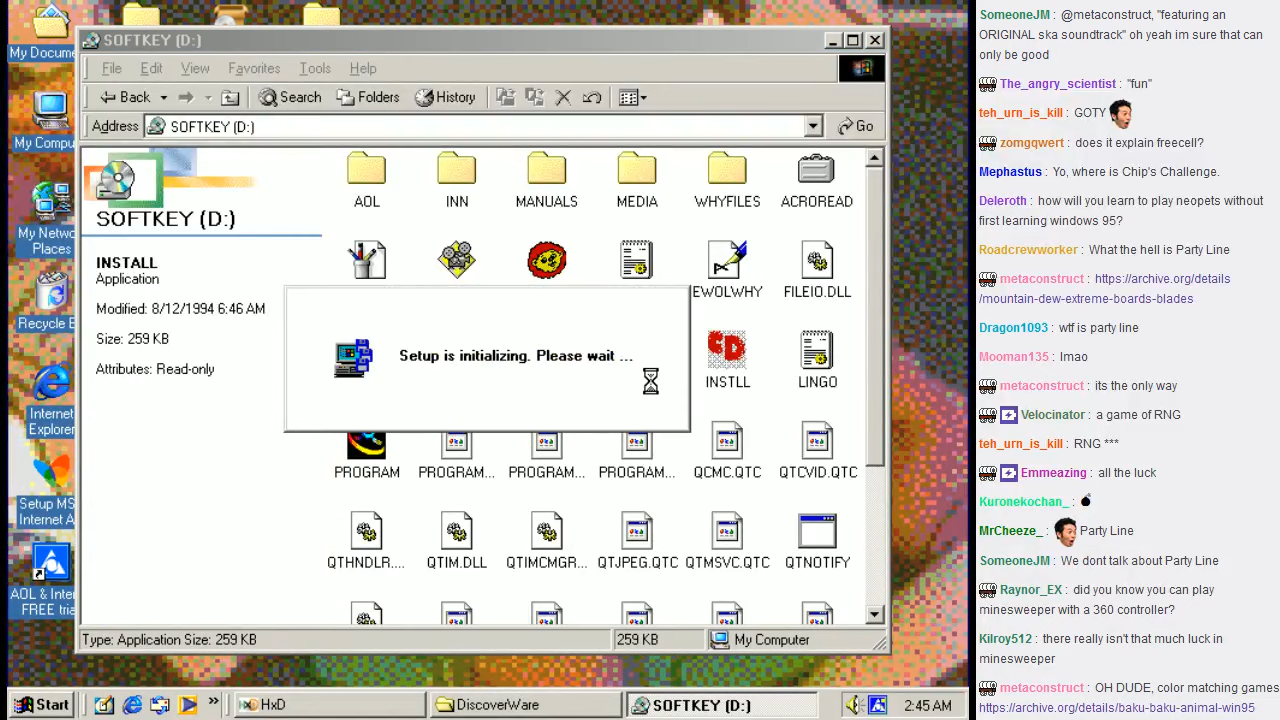 SOFTKEY (D:)
File Edit View Favorites Tools Help
Back Search Folders History
Address SOFTKEY (D:) Go
SOFTKEY (D:)
INSTALL
Application
Modified: 8/12/1994 6:46 AM
Size: 259 KB
Attributes: Read-only
AOL INN MANUALS MEDIA WHYFILES ACROREAD
EWOLWHY FILEIO.DLL
Setup is initializing. Please wait ...
INSTLL LINGO
PROGRAM PROGRAM... PROGRAM... PROGRAM... QCMC.QTC QTCVID.QTC
QTHNDLR.... QTIM.DLL QTIMCMGR... QTJPEG.QTC QTMSVC.QTC QTNOTIFY
Type: Application Size: 259 KB 259 KB My Computer
My Docume
My Compu
My Netwo
Places
Recycle B
Internet
Explorer
Setup MS
Internet A
AOL & Inter
FREE tria
Start HxD DiscoverWare SOFTKEY (D:) 2:45 AM
SomeoneJM : @metaconstruct, "featuring an
ORIGINAL ska soundtrack" oh yeah im sure that can
only be good
The_angry_scientist : "fun"
teh_urn_is_kill : GOTY
zomgqwert : does it explain freecell?
Mephastus : Yo, where is Chip's Challenge.
Deleroth : how will you learn to play neopets without
first learning windows 95?
Roadcrewworker : What the hell is Party Line
metaconstruct : https://archive.org/details
/mountain-dew-extreme-boards-blades
Dragon1093 : wtf is party line
Mooman135 : lmao
metaconstruct : its the only way
Velocinator : a game of RNG
teh_urn_is_kill : RNG ***
Emmeazing : all the luck
Kuronekochan_ :
MrCheeze_ : Party Line
SomeoneJM : We dont talk about Party Line
Raynor_EX : did you know you can play
minesweeper with a 360 controller?
Kilroy512 : there really isn't that much luck in
minesweeper
metaconstruct : OH DUDE, color matching games
https://archive.org/details/baku-baku-animal-win95